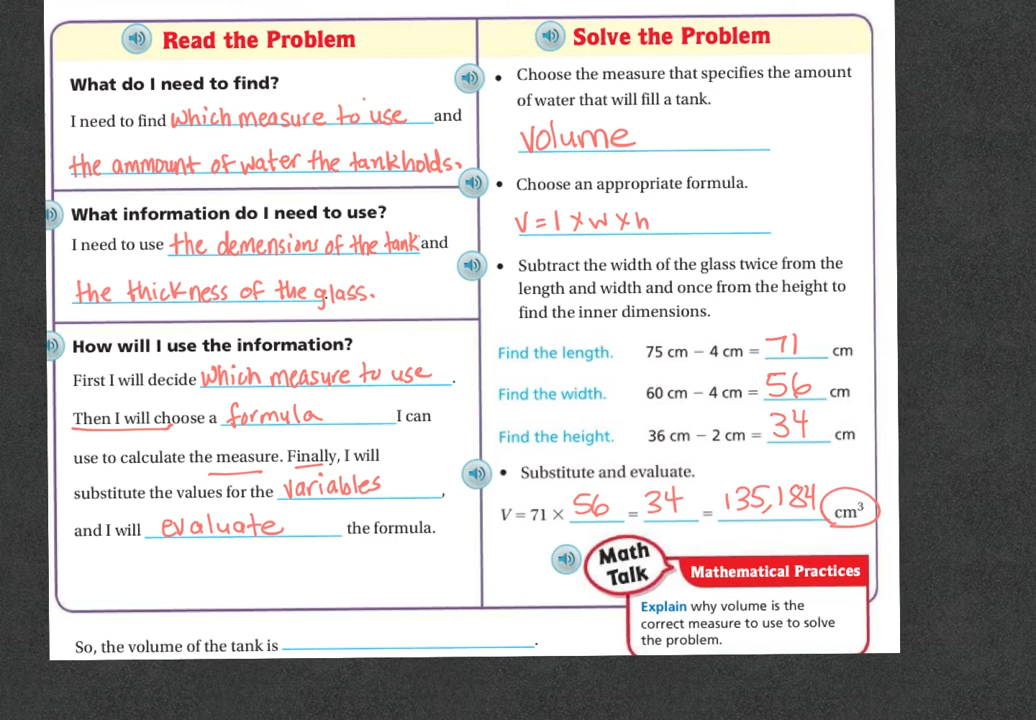 Read the Problem
What do I need to find?
I need to find which measure to use and
the ammount of water the tank holds.
What information do I need to use?
I need to use the demensions of the tank and
the thickness of the glass.
How will I use the information?
First I will decide which measure to use.
Then I will choose a formula I can
use to calculate the measure. Finally, I will
substitute the values for the variables,
and I will evaluate the formula.
Solve the Problem
• Choose the measure that specifies the amount
of water that will fill a tank.
volume
• Choose an appropriate formula.
V = l x w x h
• Subtract the width of the glass twice from the
length and width and once from the height to
find the inner dimensions.
Find the length. 75 cm − 4 cm = 71 cm
Find the width. 60 cm − 4 cm = 56 cm
Find the height. 36 cm − 2 cm = 34 cm
• Substitute and evaluate.
V = 71 × 56 = 34 = 135,184 cm³
Math
Talk
Mathematical Practices
Explain why volume is the
correct measure to use to solve
the problem.
So, the volume of the tank is ____.